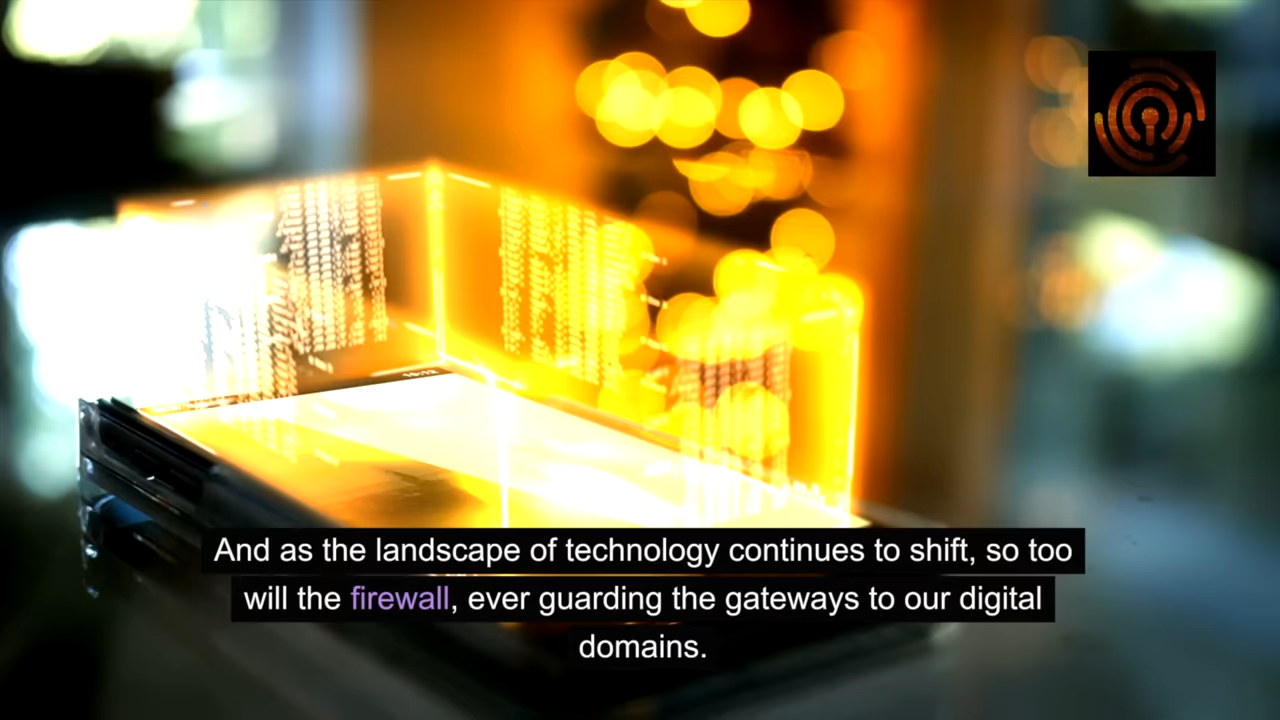 And as the landscape of technology continues to shift, so too
will the firewall, ever guarding the gateways to our digital
domains.